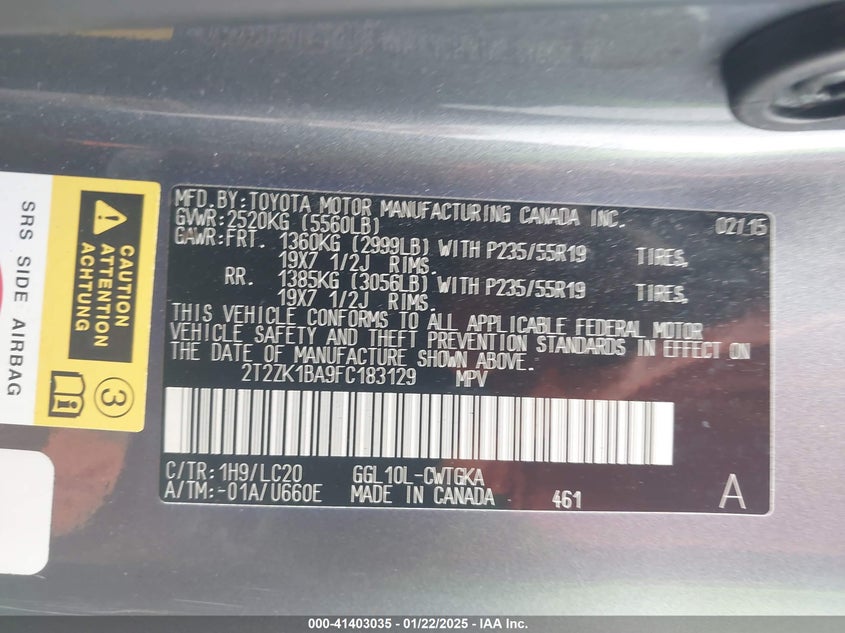 MFD. BY: TOYOTA MOTOR MANUFACTURING CANADA INC. 02/15
GVWR: 2520KG (5560LB)
GAWR: FRT. 1360KG (2999LB) WITH P235/55R19 TIRES,
19X7 1/2J RIMS.
RR. 1385KG (3056LB) WITH P235/55R19 TIRES,
19X7 1/2J RIMS.
THIS VEHICLE CONFORMS TO ALL APPLICABLE FEDERAL MOTOR
VEHICLE SAFETY AND THEFT PREVENTION STANDARDS IN EFFECT ON
THE DATE OF MANUFACTURE SHOWN ABOVE.
2T2ZK1BA9FC183129 MPV
C/TR: 1H9/LC20 GGL10L-CWTGKA
A/TM: -01A/U660E MADE IN CANADA 461 A
CAUTION
ATTENTION
ACHTUNG
SRS SIDE AIRBAG
3
000-41403035 - 01/22/2025 - © IAA Inc.